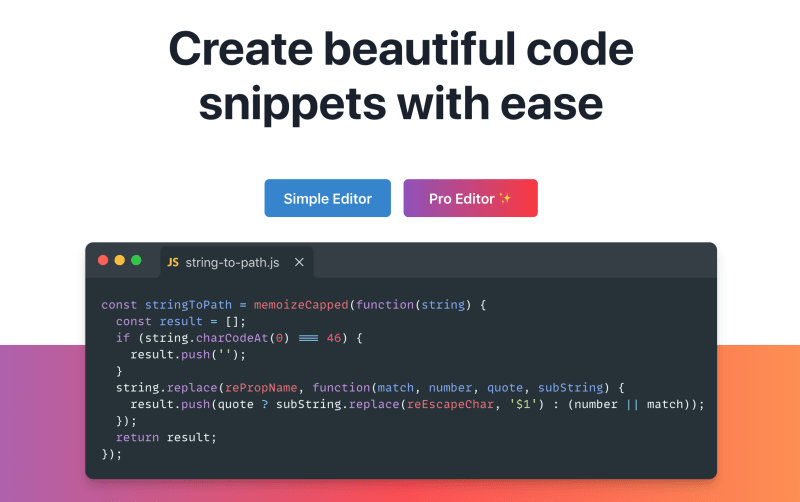 Create beautiful code
snippets with ease
Simple Editor
Pro Editor ✨
JS string-to-path.js ✕
const stringToPath = memoizeCapped(function(string) {
  const result = [];
  if (string.charCodeAt(0) === 46) {
    result.push('');
  }
  string.replace(rePropName, function(match, number, quote, subString) {
    result.push(quote ? subString.replace(reEscapeChar, '$1') : (number || match));
  });
  return result;
});